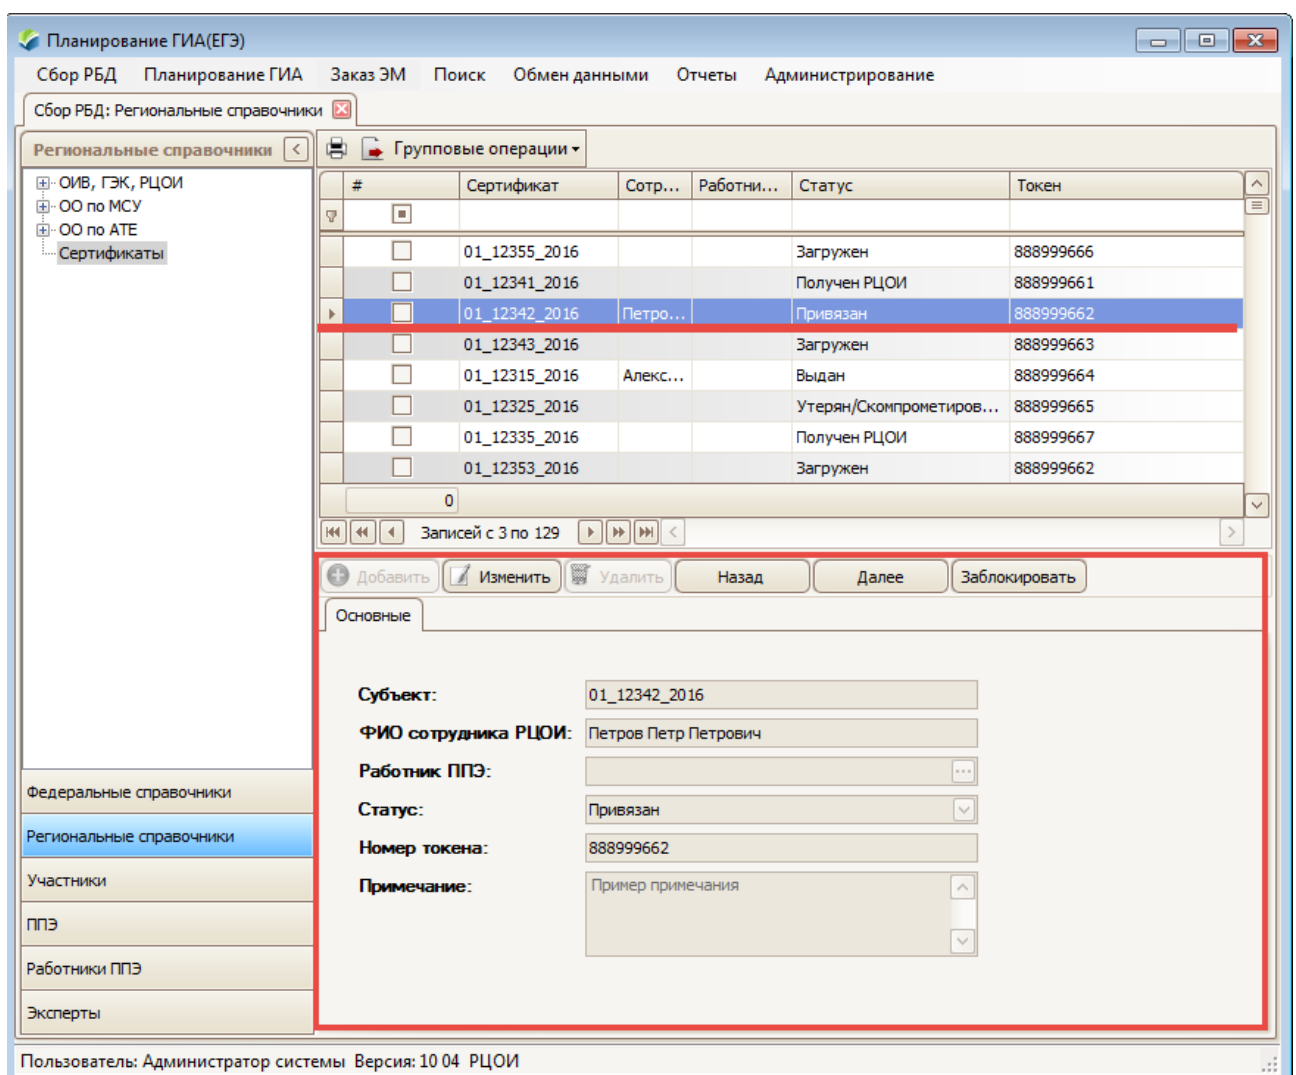 Планирование ГИА(ЕГЭ)
Сбор РБД Планирование ГИА Заказ ЭМ Поиск Обмен данными Отчеты Администрирование
Сбор РБД: Региональные справочники
Региональные справочники
Групповые операции
ОИВ, ГЭК, РЦОИ
ОО по МСУ
ОО по АТЕ
Сертификаты
# Сертификат Сотр... Работни... Статус Токен
01_12355_2016 Загружен 888999666
01_12341_2016 Получен РЦОИ 888999661
01_12342_2016 Петро... Привязан 888999662
01_12343_2016 Загружен 888999663
01_12315_2016 Алекс... Выдан 888999664
01_12325_2016 Утерян/Скомпрометиров... 888999665
01_12335_2016 Получен РЦОИ 888999667
01_12353_2016 Загружен 888999662
0
Записей с 3 по 129
Добавить Изменить Удалить Назад Далее Заблокировать
Основные
Субъект: 01_12342_2016
ФИО сотрудника РЦОИ: Петров Петр Петрович
Работник ППЭ:
Статус: Привязан
Номер токена: 888999662
Примечание: Пример примечания
Федеральные справочники
Региональные справочники
Участники
ППЭ
Работники ППЭ
Эксперты
Пользователь: Администратор системы Версия: 10 04 РЦОИ